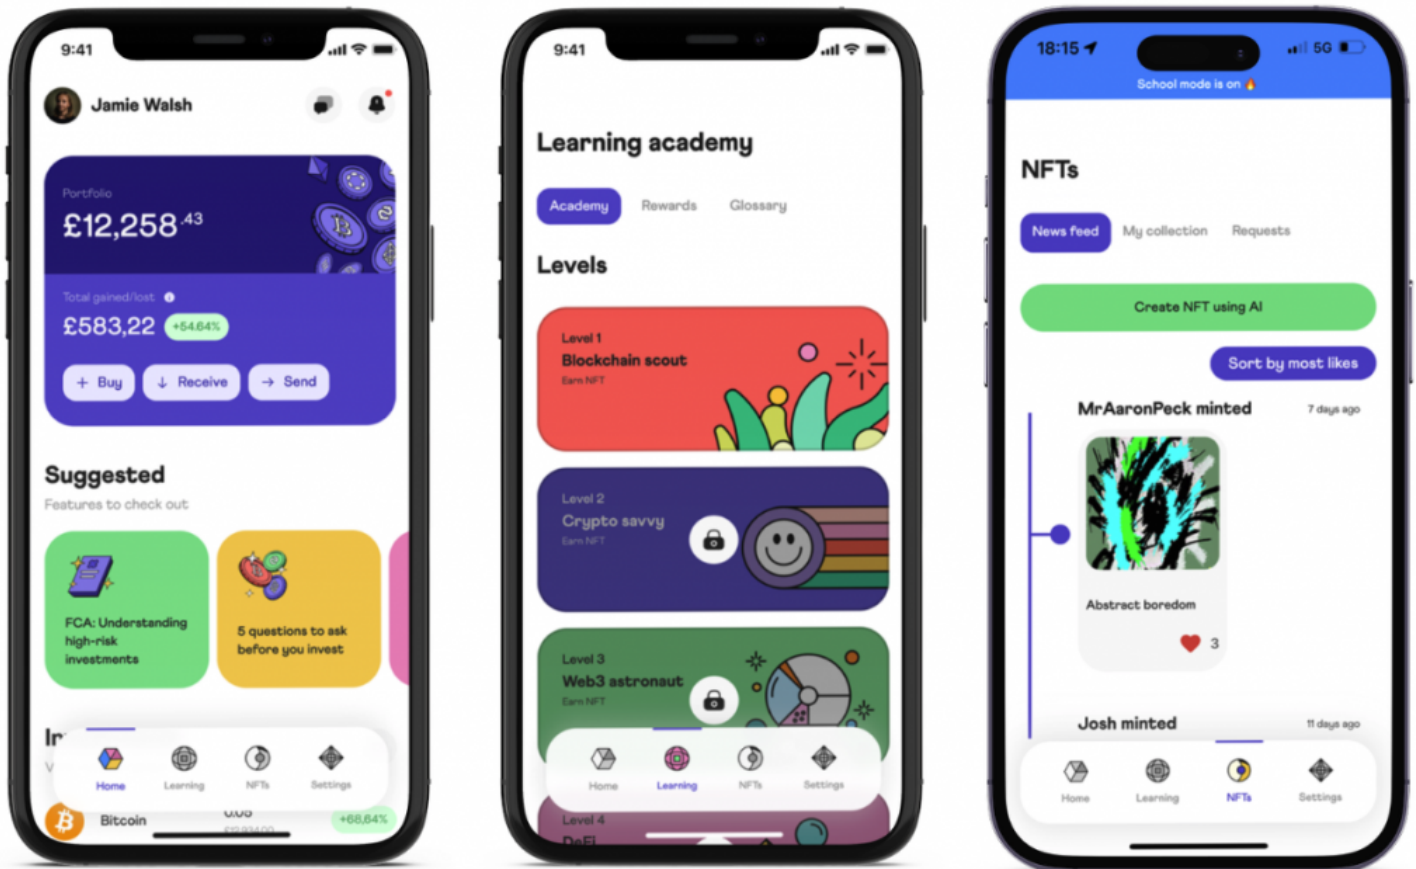 9:41
Jamie Walsh
Portfolio
£12,258.43
Total gained/lost
£583,22 +54.64%
+ Buy
↓ Receive
→ Send
Suggested
Features to check out
FCA: Understanding
high-risk
investments
5 questions to ask
before you invest
Home
Learning
NFTs
Settings
Bitcoin
0.05
+68,64%
9:41
Learning academy
Academy
Rewards
Glossary
Levels
Level 1
Blockchain scout
Earn NFT
Level 2
Crypto savvy
Earn NFT
Level 3
Web3 astronaut
Earn NFT
Home
Learning
NFTs
Settings
Level 4
DeFi
18:15
5G
School mode is on
NFTs
News feed
My collection
Requests
Create NFT using AI
Sort by most likes
MrAaronPeck minted
7 days ago
Abstract boredom
3
Josh minted
11 days ago
Home
Learning
NFTs
Settings